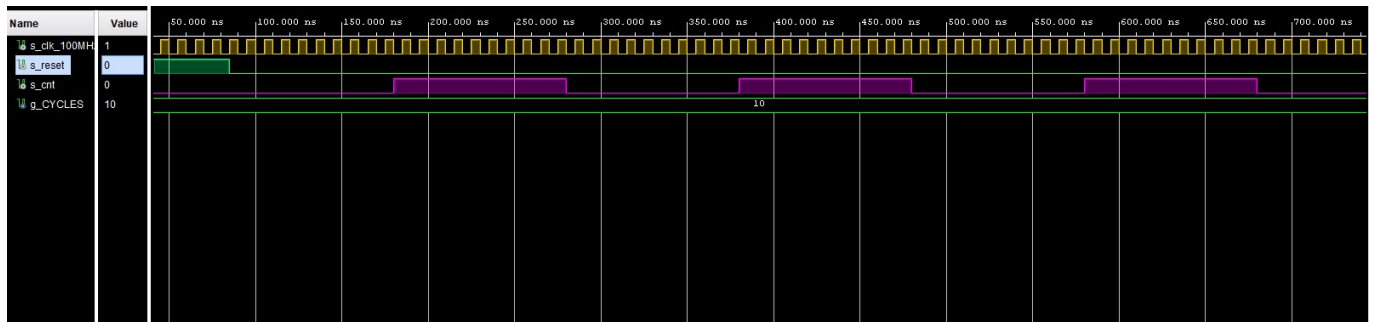 Name Value 50.000 ns 100.000 ns 150.000 ns 200.000 ns 250.000 ns 300.000 ns 350.000 ns 400.000 ns 450.000 ns 500.000 ns 550.000 ns 600.000 ns 650.000 ns 700.000 ns
s_clk_100MH 1
s_reset 0
s_cnt 0
g_CYCLES 10 10